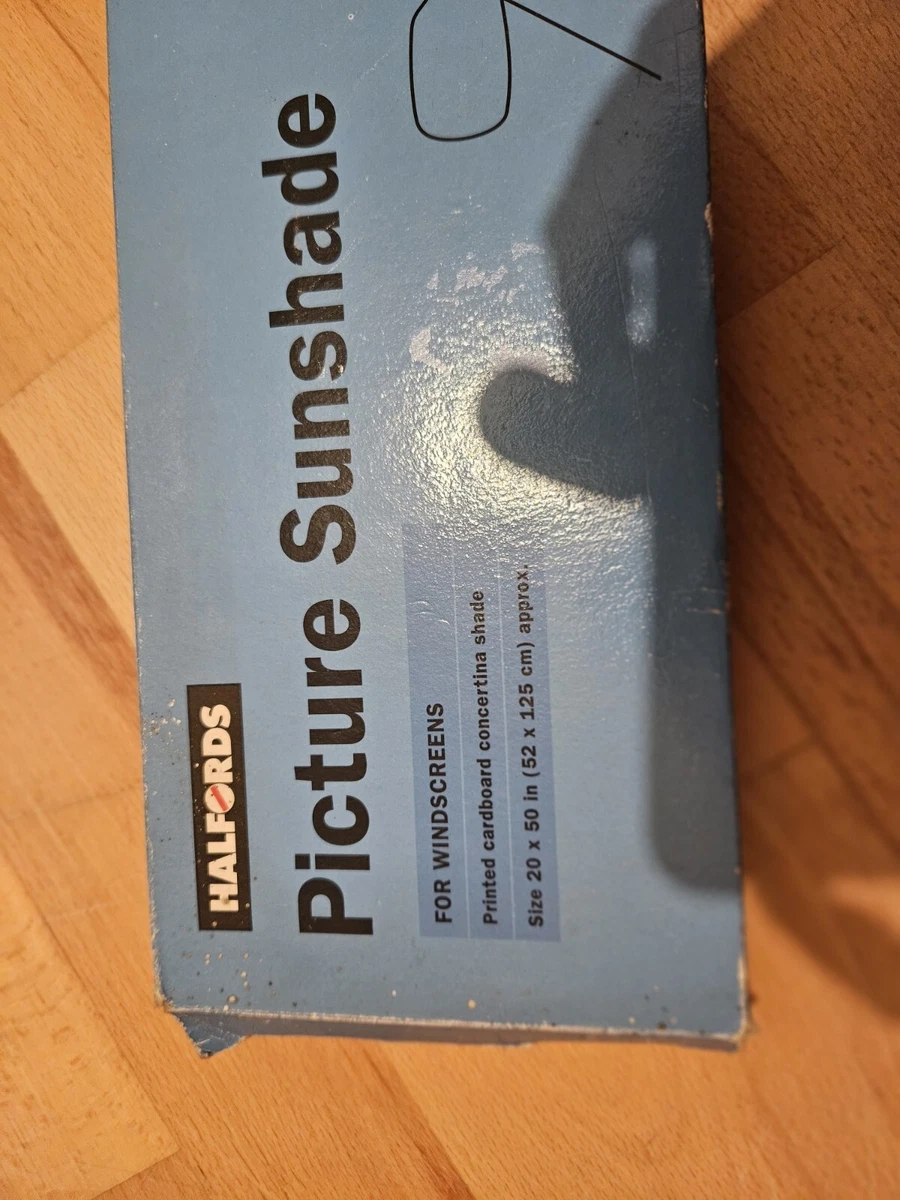 HALFORDS
Picture Sunshade
FOR WINDSCREENS
Printed cardboard concertina shade
Size 20 x 50 in (52 x 125 cm) approx.